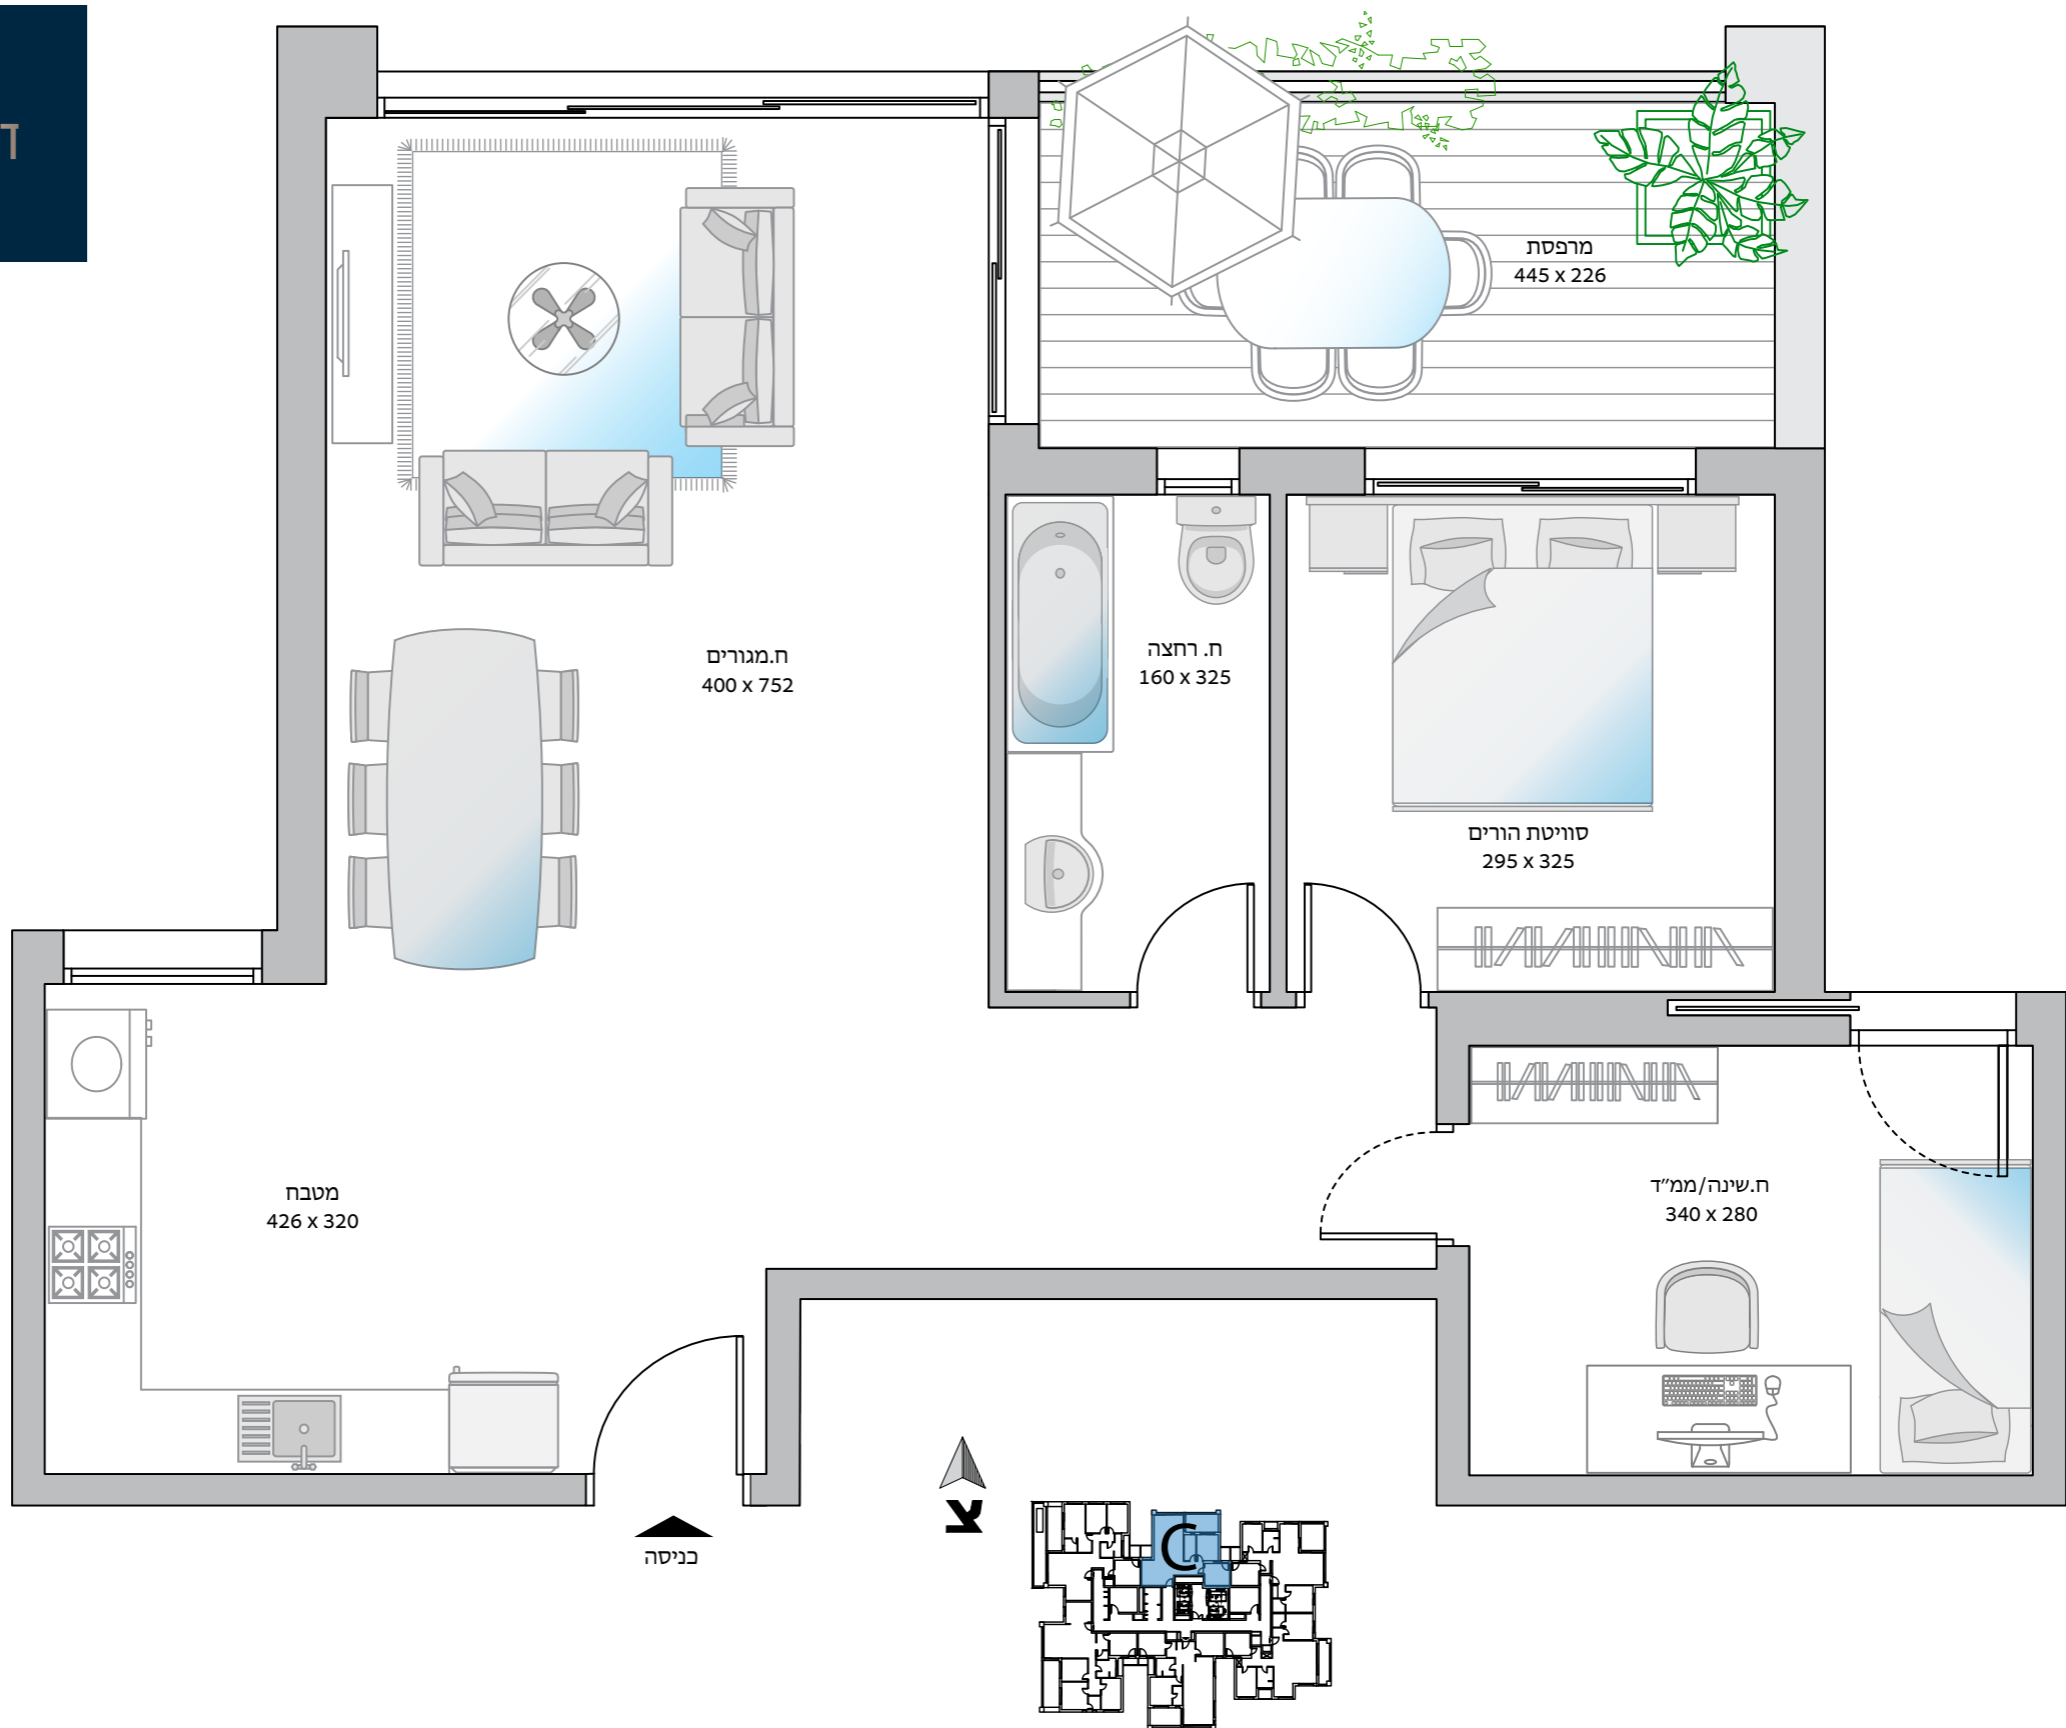 מרפסת
445 x 226
ח.מגורים
400 x 752
ח. רחצה
160 x 325
סוויטת הורים
295 x 325
מטבח
426 x 320
ח.שינה/ממ״ד
340 x 280
כניסה
צ
C